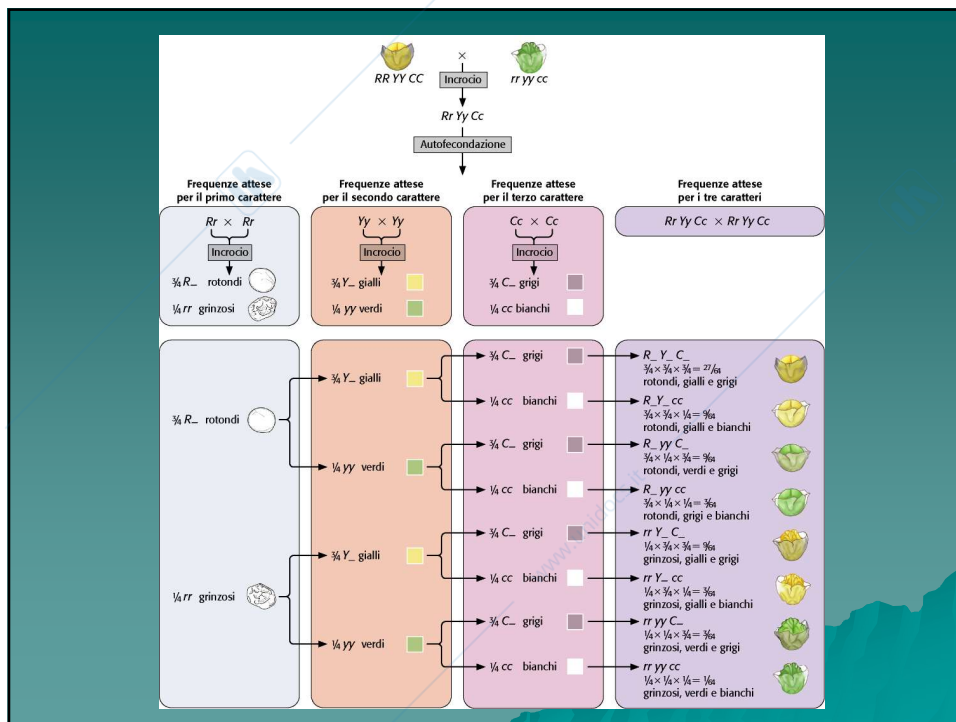 ×
RR YY CC
rr yy cc
Incrocio
Rr Yy Cc
Autofecondazione
Frequenze attese
per il primo carattere
Rr × Rr
Incrocio
¾ R_ rotondi
¼ rr grinzosi
Frequenze attese
per il secondo carattere
Yy × Yy
Incrocio
¾ Y_ gialli
¼ yy verdi
Frequenze attese
per il terzo carattere
Cc × Cc
Incrocio
¾ C_ grigi
¼ cc bianchi
Frequenze attese
per i tre caratteri
Rr Yy Cc × Rr Yy Cc
¾ R_ rotondi
¼ rr grinzosi
¾ Y_ gialli
¼ yy verdi
¾ Y_ gialli
¼ yy verdi
¾ C_ grigi
¼ cc bianchi
¾ C_ grigi
¼ cc bianchi
¾ C_ grigi
¼ cc bianchi
¾ C_ grigi
¼ cc bianchi
R_ Y_ C_
¾ × ¾ × ¾ = 27/64
rotondi, gialli e grigi
R_Y_ cc
¾ × ¾ × ¼ = 9/64
rotondi, gialli e bianchi
R_ yy C_
¾ × ¼ × ¾ = 9/64
rotondi, verdi e grigi
R_ yy cc
¾ × ¼ × ¼ = 3/64
rotondi, grigi e bianchi
rr Y_ C_
¼ × ¾ × ¾ = 9/64
grinzosi, gialli e grigi
rr Y_ cc
¼ × ¾ × ¼ = 3/64
grinzosi, gialli e bianchi
rr yy C_
¼ × ¼ × ¾ = 3/64
grinzosi, verdi e grigi
rr yy cc
¼ × ¼ × ¼ = 1/64
grinzosi, verdi e bianchi